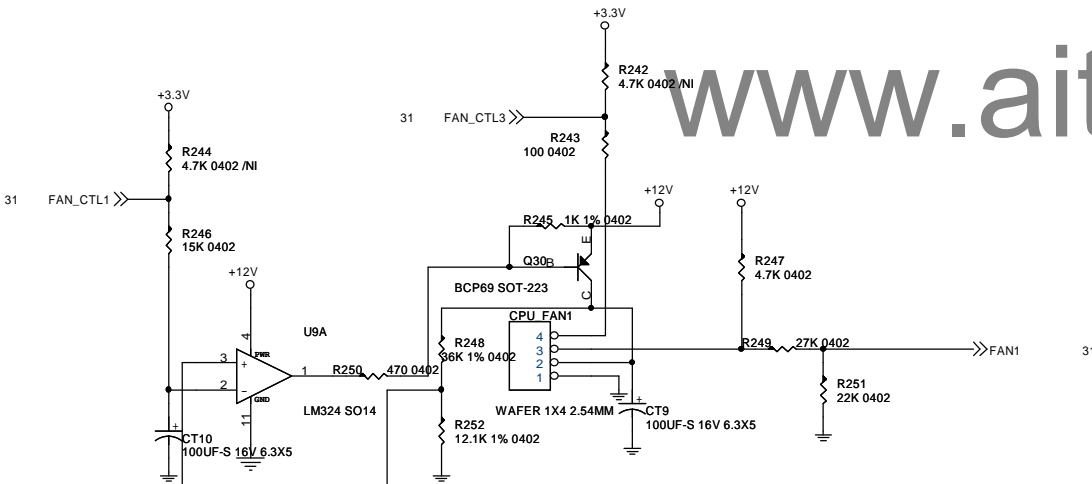 +3.3V
R242
4.7K 0402 /NI
www.ait
+3.3V
31 FAN_CTL3
R243
100 0402
R244
4.7K 0402 /NI
31 FAN_CTL1
+12V
+12V
R245 1K 1% 0402
R246
15K 0402
E
Q30
B
R247
4.7K 0402
+12V
BCP69 SOT-223
C
CPU_FAN1
U9A
4
4
R248
36K 1% 0402
3
R249 27K 0402
FAN1
31
PWR
3
+
2
1
R250 470 0402
1
2
-
GND
R251
22K 0402
LM324 SO14
WAFER 1X4 2.54MM
+
CT9
100UF-S 16V 6.3X5
11
R252
12.1K 1% 0402
+
CT10
100UF-S 16V 6.3X5